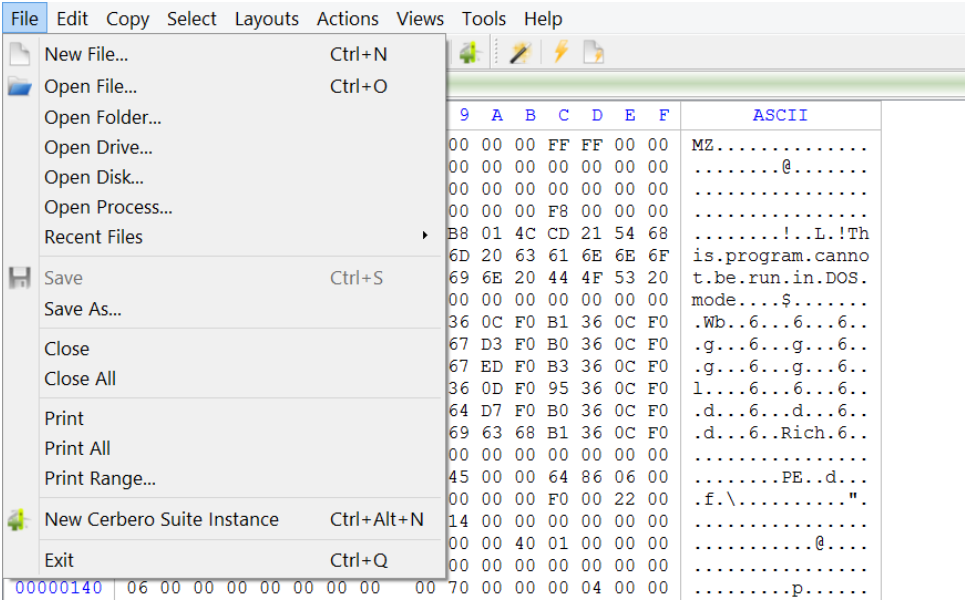 File Edit Copy Select Layouts Actions Views Tools Help
New File... Ctrl+N
Open File... Ctrl+O
Open Folder...
Open Drive...
Open Disk...
Open Process...
Recent Files
Save Ctrl+S
Save As...
Close
Close All
Print
Print All
Print Range...
New Cerbero Suite Instance Ctrl+Alt+N
Exit Ctrl+Q
9 A B C D E F ASCII
00 00 00 FF FF 00 00 MZ..............
00 00 00 00 00 00 00 ........@.......
00 00 00 00 00 00 00 ................
00 00 00 F8 00 00 00 ................
B8 01 4C CD 21 54 68 ........!..L.!Th
6D 20 63 61 6E 6E 6F is.program.canno
69 6E 20 44 4F 53 20 t.be.run.in.DOS.
00 00 00 00 00 00 00 mode....$.......
36 0C F0 B1 36 0C F0 .Wb..6...6...6..
67 D3 F0 B0 36 0C F0 .g...6...g...6..
67 ED F0 B3 36 0C F0 .g...6...g...6..
36 0D F0 95 36 0C F0 l....6...6...6..
64 D7 F0 B0 36 0C F0 .d...6...d...6..
69 63 68 B1 36 0C F0 .d...6..Rich.6..
00 00 00 00 00 00 00 ................
45 00 00 64 86 06 00 ........PE..d...
00 00 00 F0 00 22 00 .f.\..........".
14 00 00 00 00 00 00 ................
00 00 40 01 00 00 00 ...........@....
00 00 00 00 00 00 00 ................
00000140 06 00 00 00 00 00 00 00 00 70 00 00 00 04 00 00 .........p......